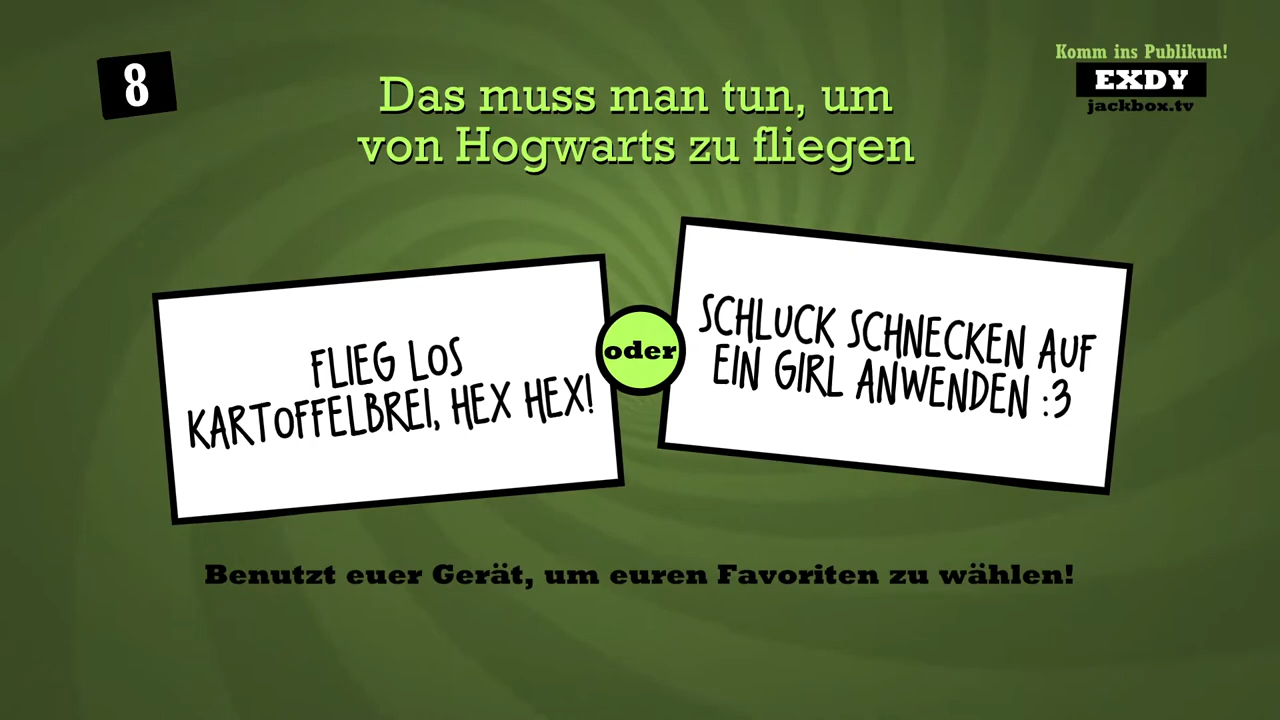 8
Komm ins Publikum!
EXDY
jackbox.tv
Das muss man tun, um
von Hogwarts zu fliegen
FLIEG LOS
KARTOFFELBREI, HEX HEX!
oder
SCHLUCK SCHNECKEN AUF
EIN GIRL ANWENDEN :3
Benutzt euer Gerät, um euren Favoriten zu wählen!